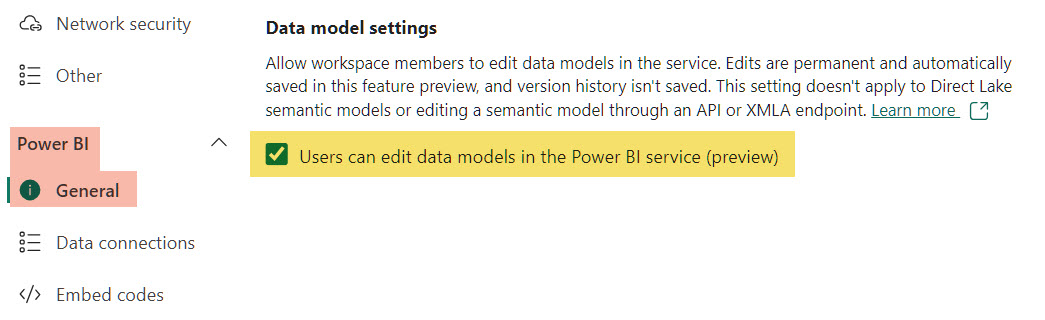 Network security
Other
Power BI
General
Data connections
Embed codes
Data model settings
Allow workspace members to edit data models in the service. Edits are permanent and automatically
saved in this feature preview, and version history isn't saved. This setting doesn't apply to Direct Lake
semantic models or editing a semantic model through an API or XMLA endpoint. Learn more
Users can edit data models in the Power BI service (preview)